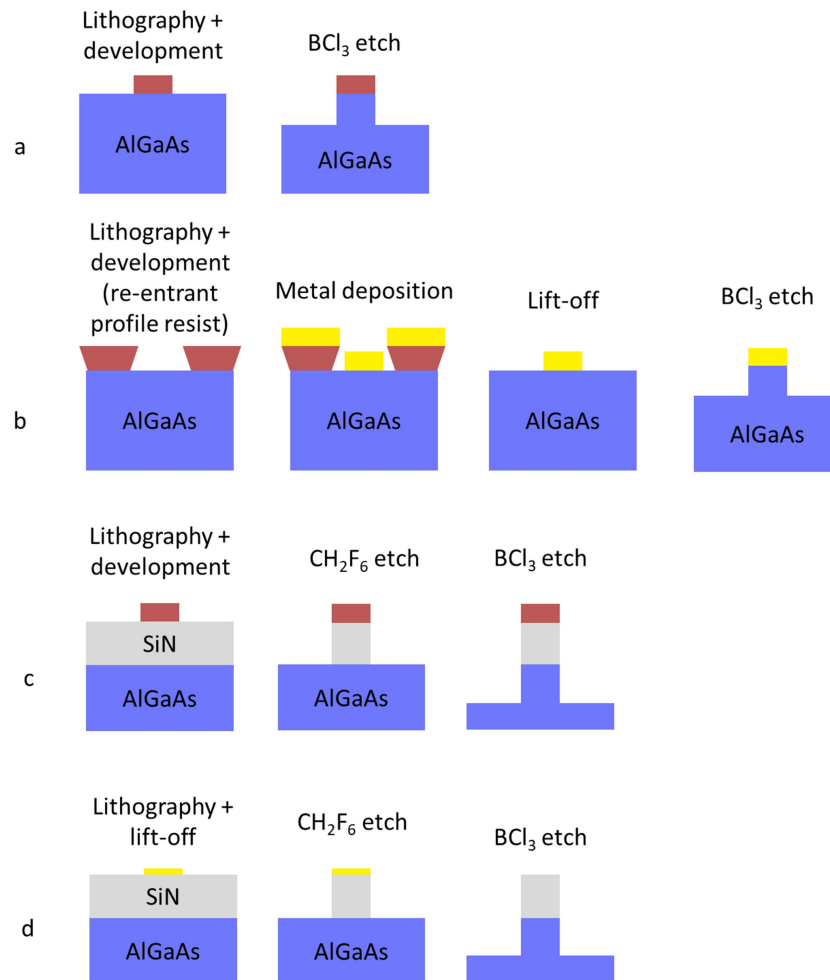 Lithography +
development
BCl₃ etch
a
AlGaAs
AlGaAs
Lithography +
development
(re-entrant
profile resist)
Metal deposition
Lift-off
BCl₃ etch
b
AlGaAs
AlGaAs
AlGaAs
AlGaAs
Lithography +
development
CH₂F₆ etch
BCl₃ etch
c
SiN
AlGaAs
AlGaAs
Lithography +
lift-off
CH₂F₆ etch
BCl₃ etch
d
SiN
AlGaAs
AlGaAs